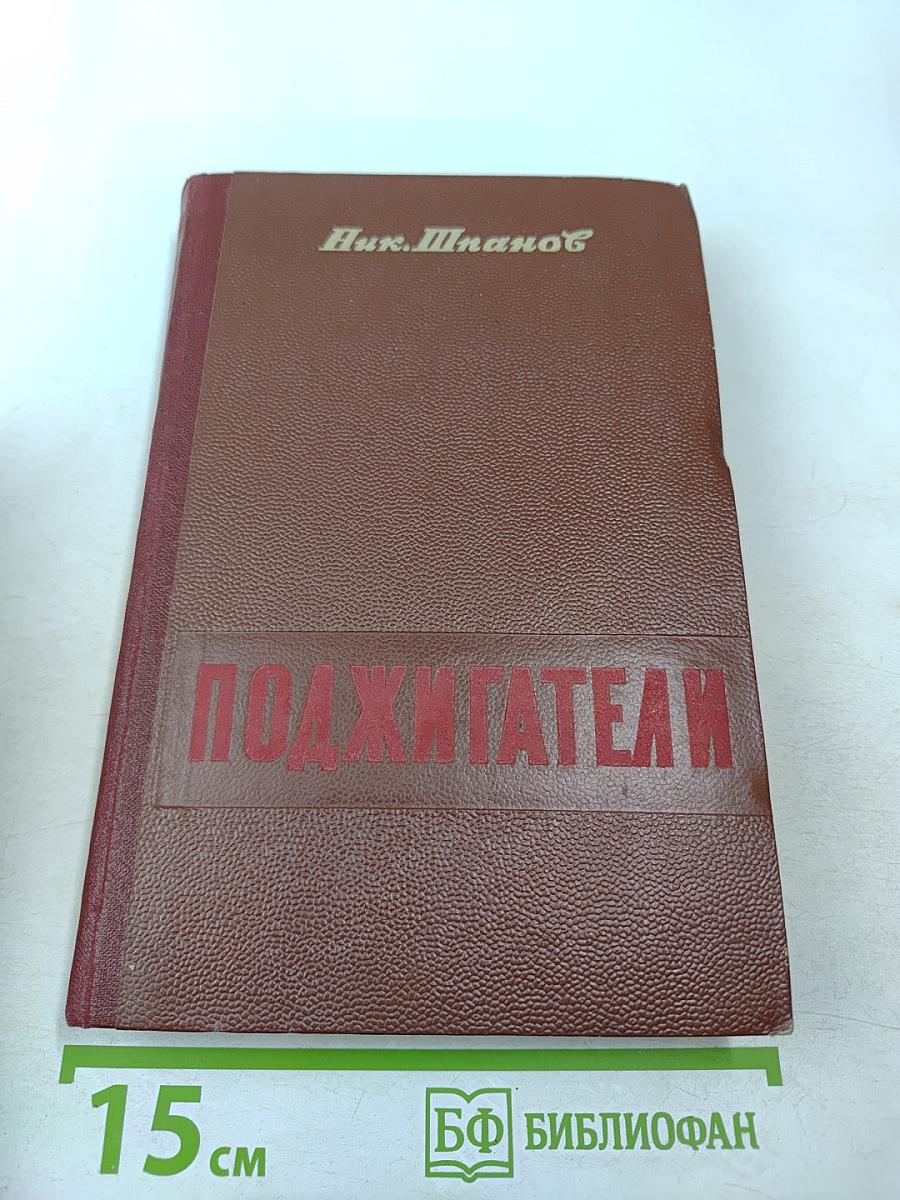 Ник. Шпанов
ПОДЖИГАТЕЛИ
15 см
БФ БИБЛИОФАН